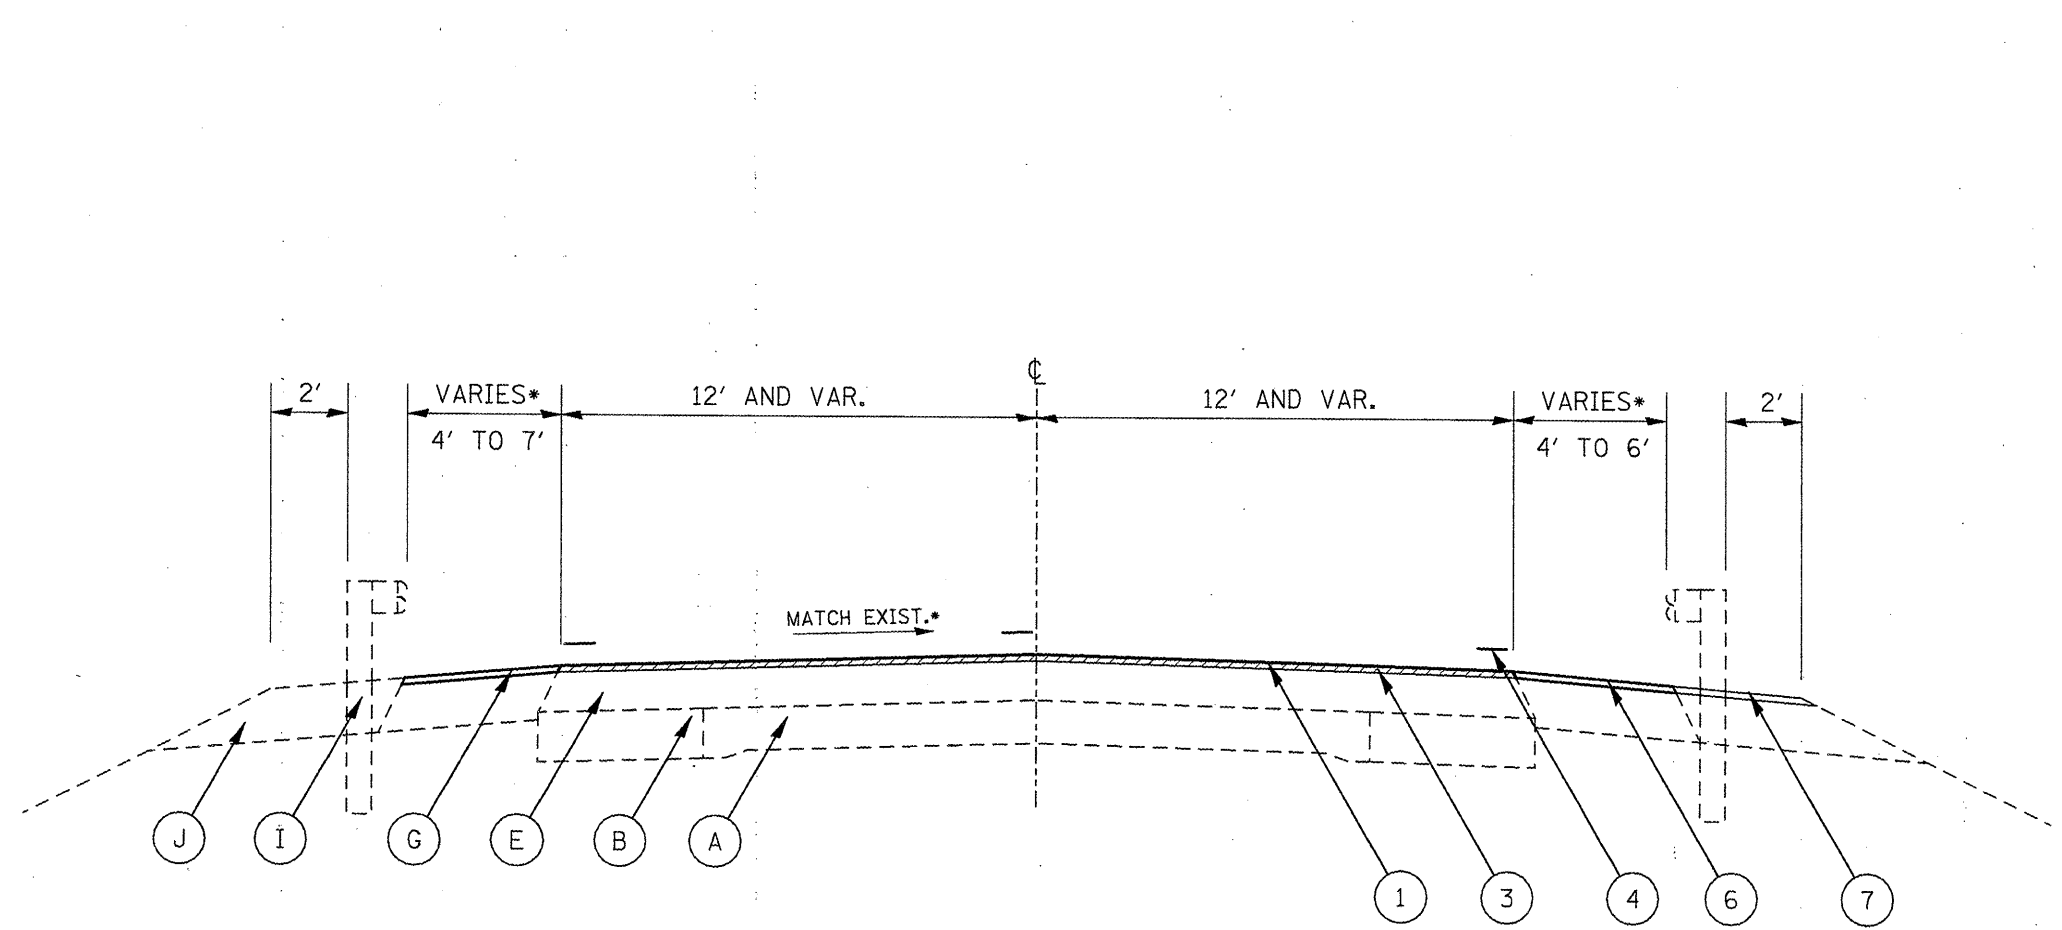 ℄
2'
VARIES*
4' TO 7'
12' AND VAR.
12' AND VAR.
VARIES*
4' TO 6'
2'
MATCH EXIST.*
J
I
G
E
B
A
1
3
4
6
7